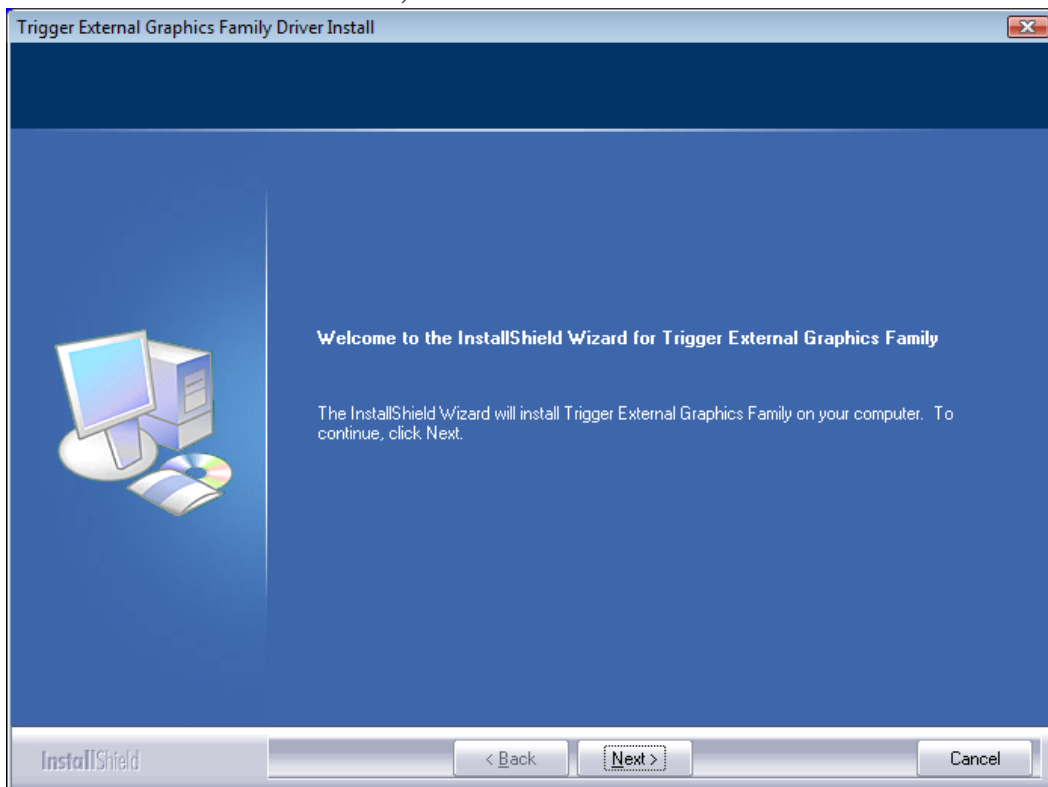 Trigger External Graphics Family Driver Install
Welcome to the InstallShield Wizard for Trigger External Graphics Family
The InstallShield Wizard will install Trigger External Graphics Family on your computer. To
continue, click Next.
InstallShield
< Back
Next >
Cancel